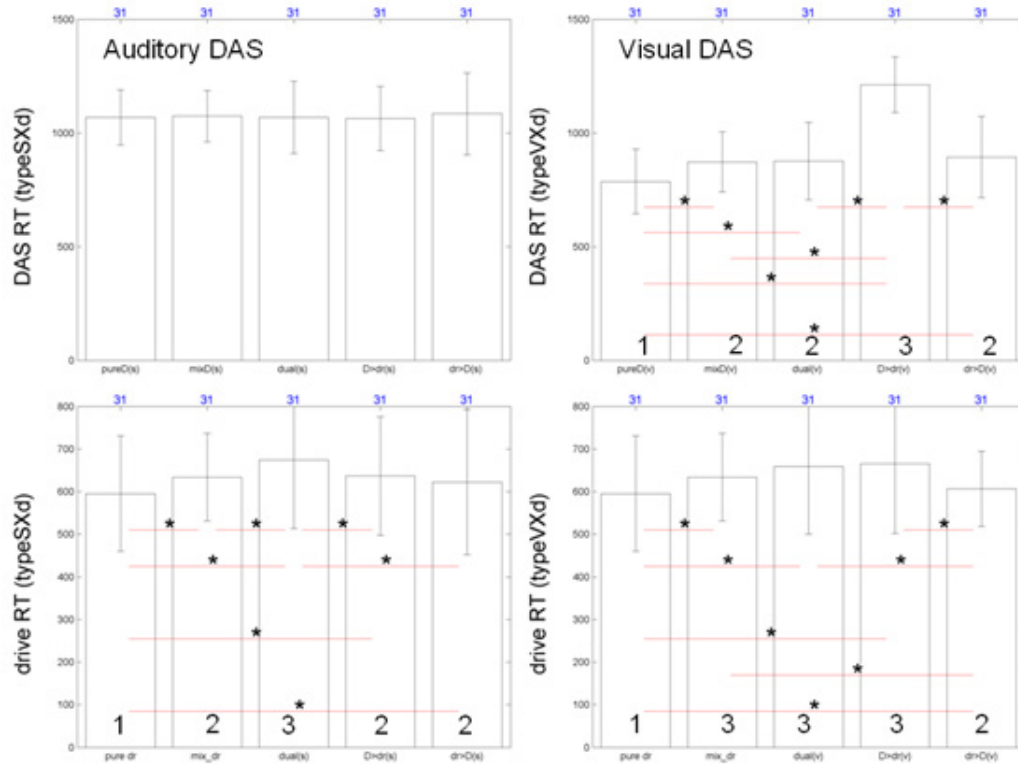 31 31 31 31 31
1500
Auditory DAS
1000
500
0
DAS RT (typeSXd)
pureD(s) mixD(s) dual(s) D>dr(s) dr>D(s)
31 31 31 31 31
1500
Visual DAS
1000
500
0
DAS RT (typeVXd)
* * *
*
*
*
*
1 2 2 3 2
pureD(v) mixD(v) dual(v) D>dr(v) dr>D(v)
31 31 31 31 31
800
700
600
500
400
300
200
100
0
drive RT (typeSXd)
* * *
* *
*
*
1 2 3 2 2
pure dr mix_dr dual(s) D>dr(s) dr>D(s)
31 31 31 31 31
800
700
600
500
400
300
200
100
0
drive RT (typeVXd)
* *
* *
*
*
*
1 3 3 3 2
pure dr mix_dr dual(v) D>dr(v) dr>D(v)